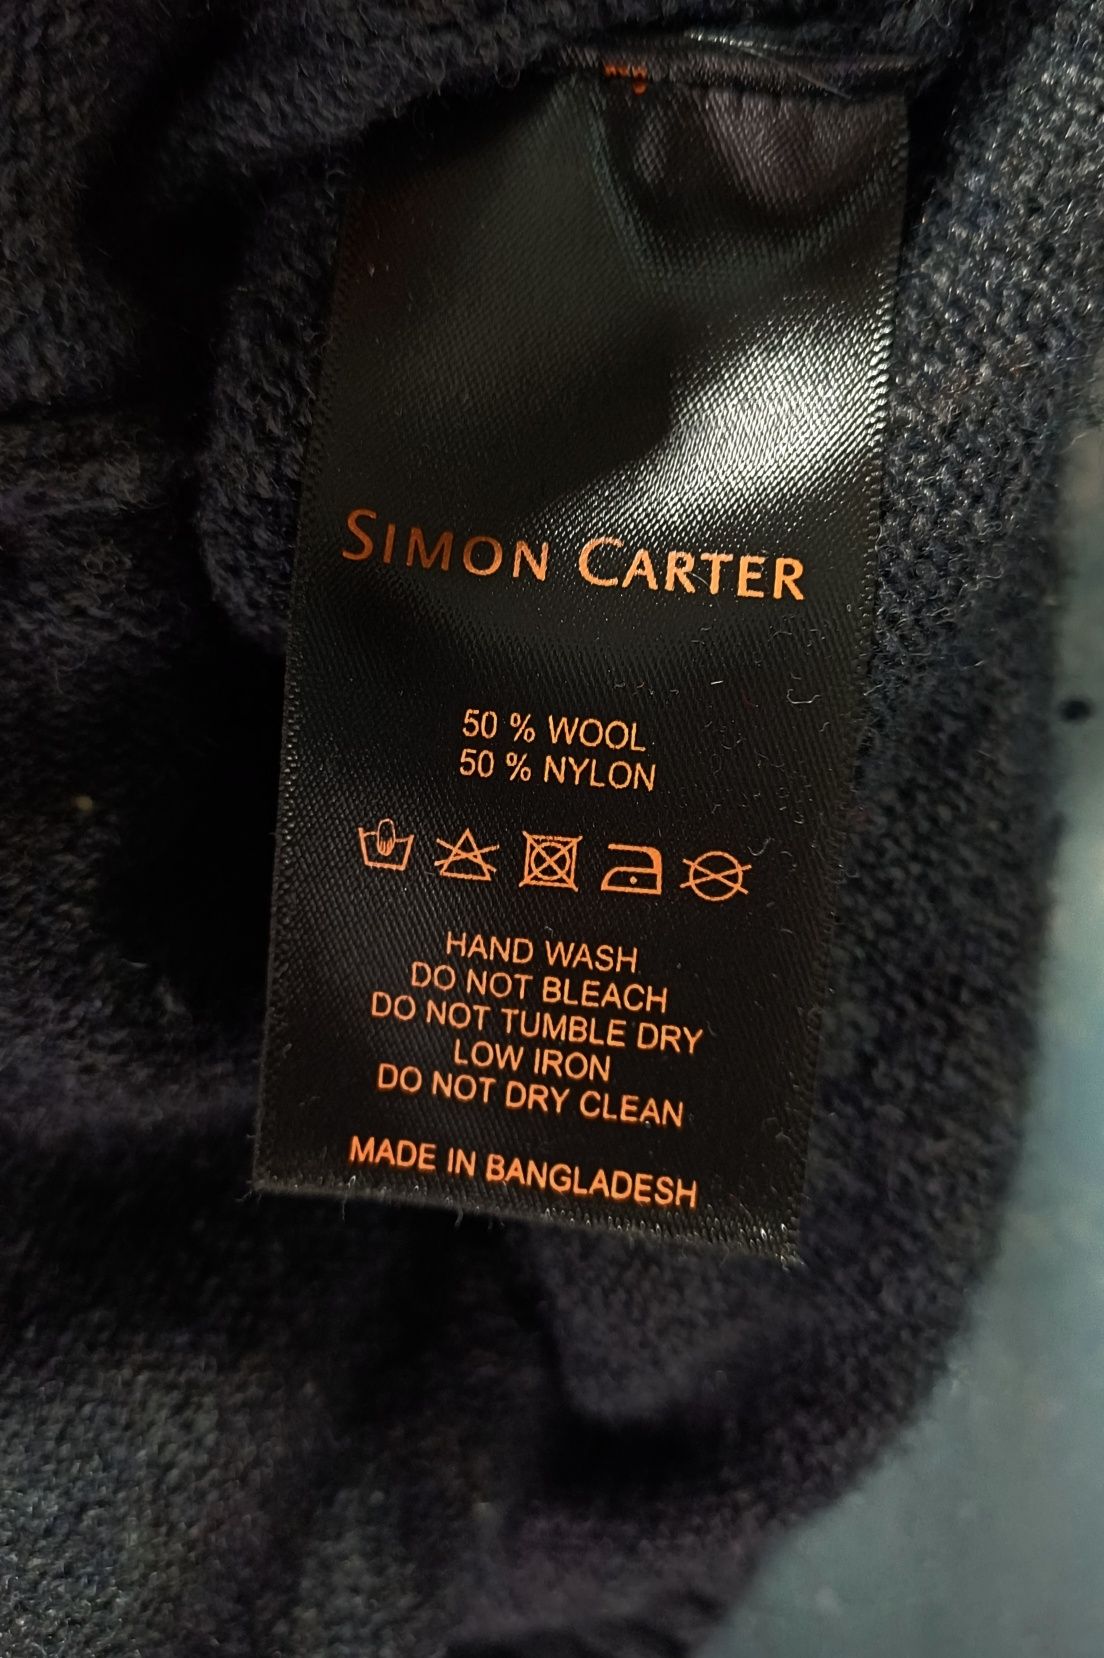 SIMON CARTER
50 % WOOL
50 % NYLON
HAND WASH
DO NOT BLEACH
DO NOT TUMBLE DRY
LOW IRON
DO NOT DRY CLEAN
MADE IN BANGLADESH